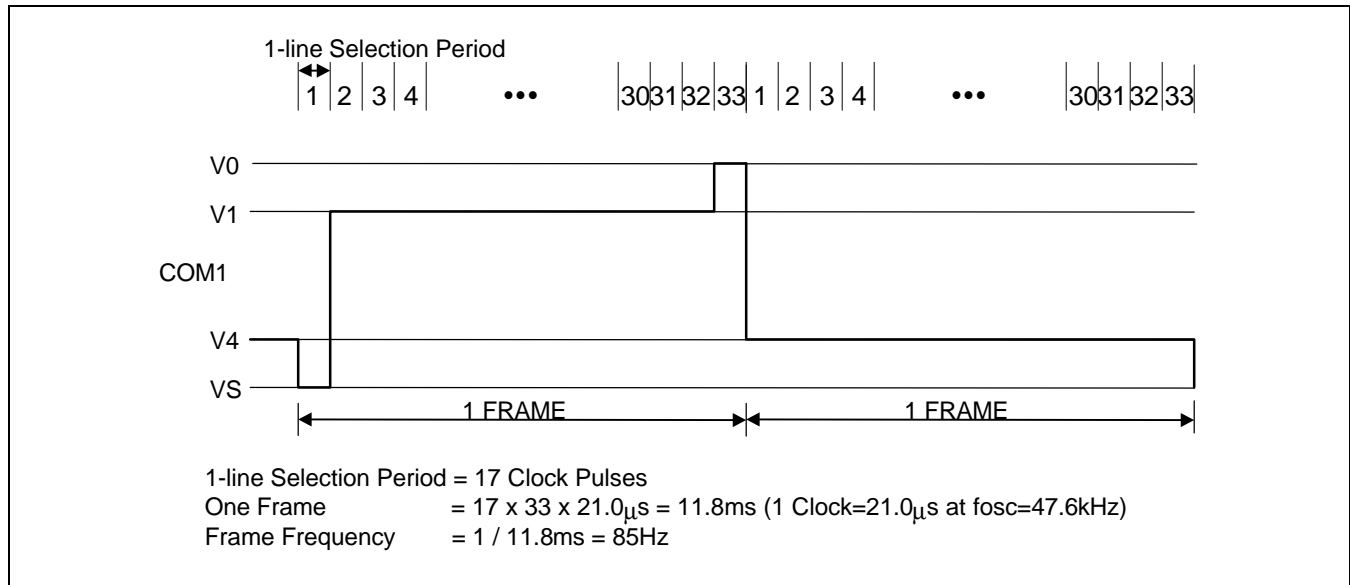 1-line Selection Period
1 2 3 4 ••• 30 31 32 33 1 2 3 4 ••• 30 31 32 33
V0
V1
COM1
V4
VS
1 FRAME 1 FRAME
1-line Selection Period = 17 Clock Pulses
One Frame = 17 x 33 x 21.0μs = 11.8ms (1 Clock=21.0μs at fosc=47.6kHz)
Frame Frequency = 1 / 11.8ms = 85Hz